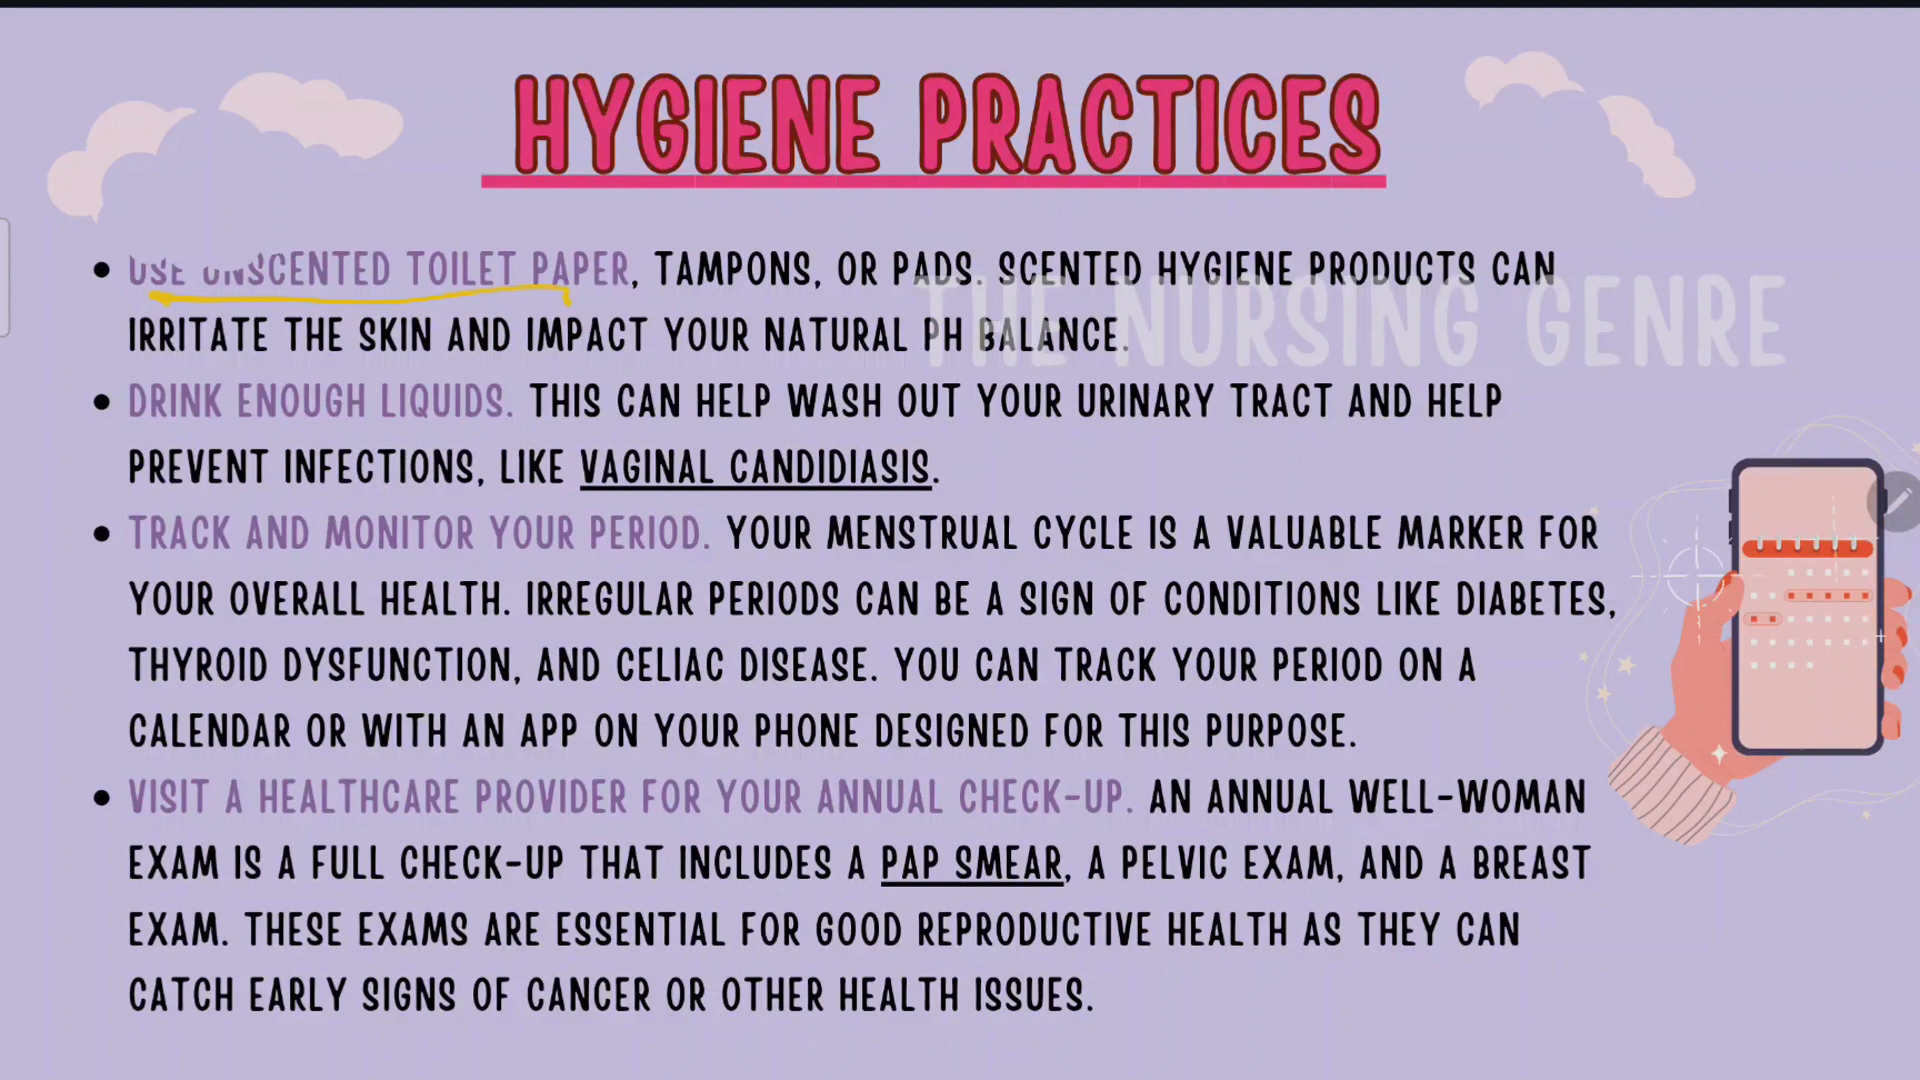 HYGIENE PRACTICES
• USE UNSCENTED TOILET PAPER, TAMPONS, OR PADS. SCENTED HYGIENE PRODUCTS CAN
IRRITATE THE SKIN AND IMPACT YOUR NATURAL PH BALANCE.
THE NURSING GENRE
• DRINK ENOUGH LIQUIDS. THIS CAN HELP WASH OUT YOUR URINARY TRACT AND HELP
PREVENT INFECTIONS, LIKE VAGINAL CANDIDIASIS.
• TRACK AND MONITOR YOUR PERIOD. YOUR MENSTRUAL CYCLE IS A VALUABLE MARKER FOR
YOUR OVERALL HEALTH. IRREGULAR PERIODS CAN BE A SIGN OF CONDITIONS LIKE DIABETES,
THYROID DYSFUNCTION, AND CELIAC DISEASE. YOU CAN TRACK YOUR PERIOD ON A
CALENDAR OR WITH AN APP ON YOUR PHONE DESIGNED FOR THIS PURPOSE.
• VISIT A HEALTHCARE PROVIDER FOR YOUR ANNUAL CHECK-UP. AN ANNUAL WELL-WOMAN
EXAM IS A FULL CHECK-UP THAT INCLUDES A PAP SMEAR, A PELVIC EXAM, AND A BREAST
EXAM. THESE EXAMS ARE ESSENTIAL FOR GOOD REPRODUCTIVE HEALTH AS THEY CAN
CATCH EARLY SIGNS OF CANCER OR OTHER HEALTH ISSUES.